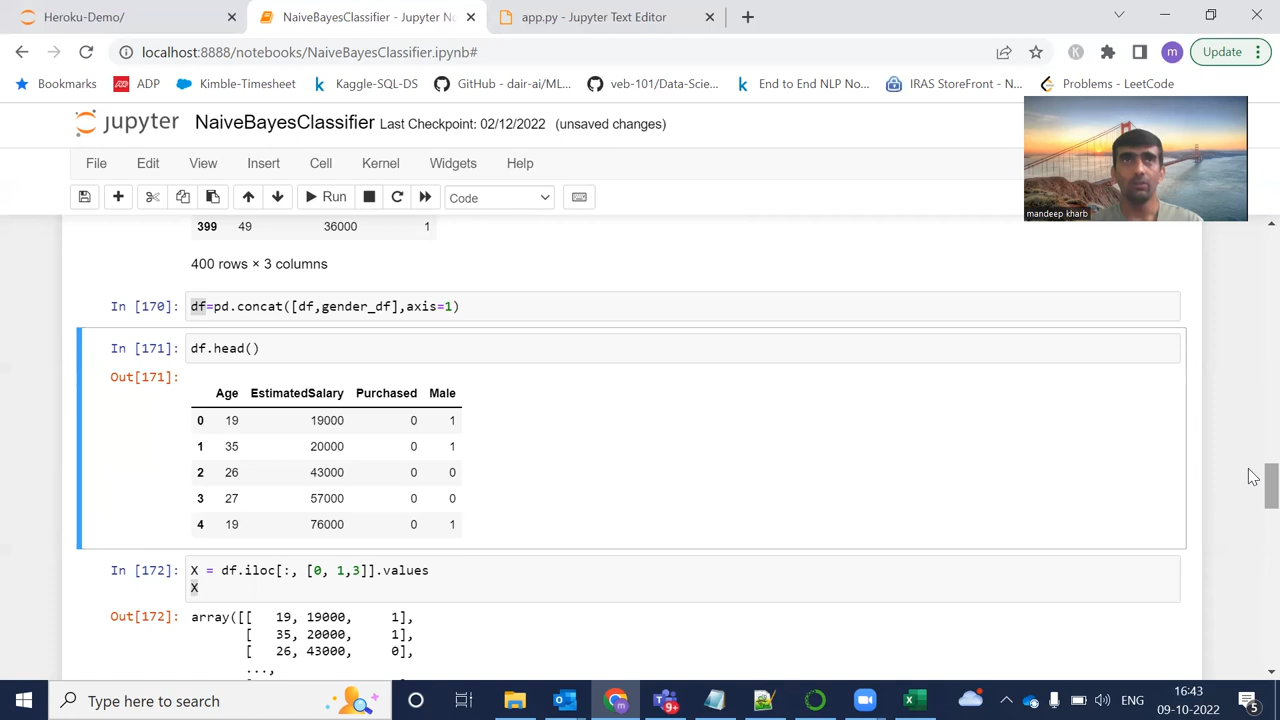 Heroku-Demo/
NaiveBayesClassifier - Jupyter No
app.py - Jupyter Text Editor
localhost:8888/notebooks/NaiveBayesClassifier.ipynb#
K
m
Update
Bookmarks
ADP
Kimble-Timesheet
k Kaggle-SQL-DS
GitHub - dair-ai/ML...
veb-101/Data-Scie...
k End to End NLP No...
IRAS StoreFront - N...
Problems - LeetCode
jupyter NaiveBayesClassifier Last Checkpoint: 02/12/2022 (unsaved changes)
File Edit View Insert Cell Kernel Widgets Help
Run
Code
mandeep kharb
399 49 36000 1
400 rows × 3 columns
In [170]: df=pd.concat([df,gender_df],axis=1)
In [171]: df.head()
Out[171]:
Age EstimatedSalary Purchased Male
0 19 19000 0 1
1 35 20000 0 1
2 26 43000 0 0
3 27 57000 0 0
4 19 76000 0 1
In [172]: X = df.iloc[:, [0, 1,3]].values
X
Out[172]: array([[ 19, 19000, 1],
[ 35, 20000, 1],
[ 26, 43000, 0],
...,
Type here to search
m
9+
ENG
16:43
09-10-2022
5